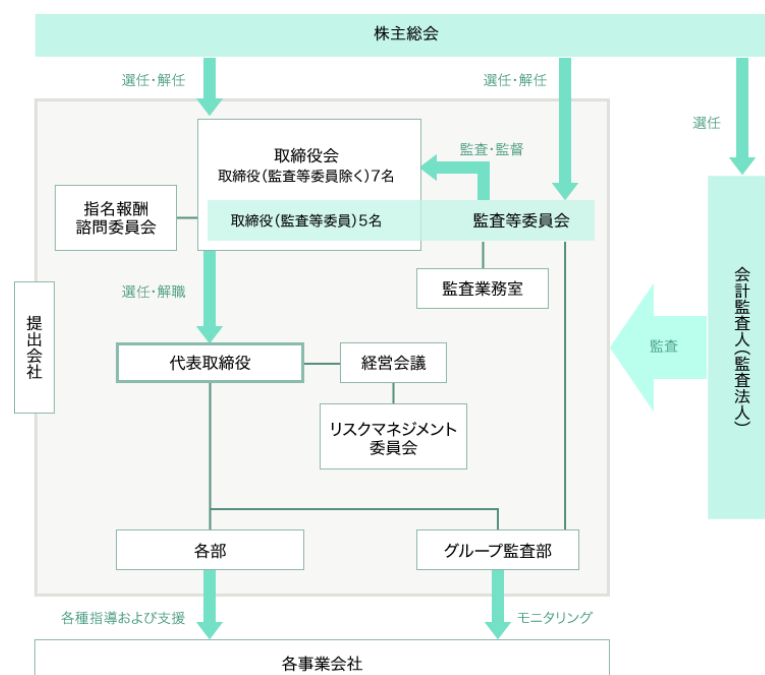 株主総会
選任・解任
選任・解任
選任
取締役会
取締役(監査等委員除く)7名
監査・監督
指名報酬
諮問委員会
取締役(監査等委員)5名
監査等委員会
監査業務室
選任・解職
提出会社
会計監査人(監査法人)
監査
代表取締役
経営会議
リスクマネジメント
委員会
各部
グループ監査部
各種指導および支援
モニタリング
各事業会社